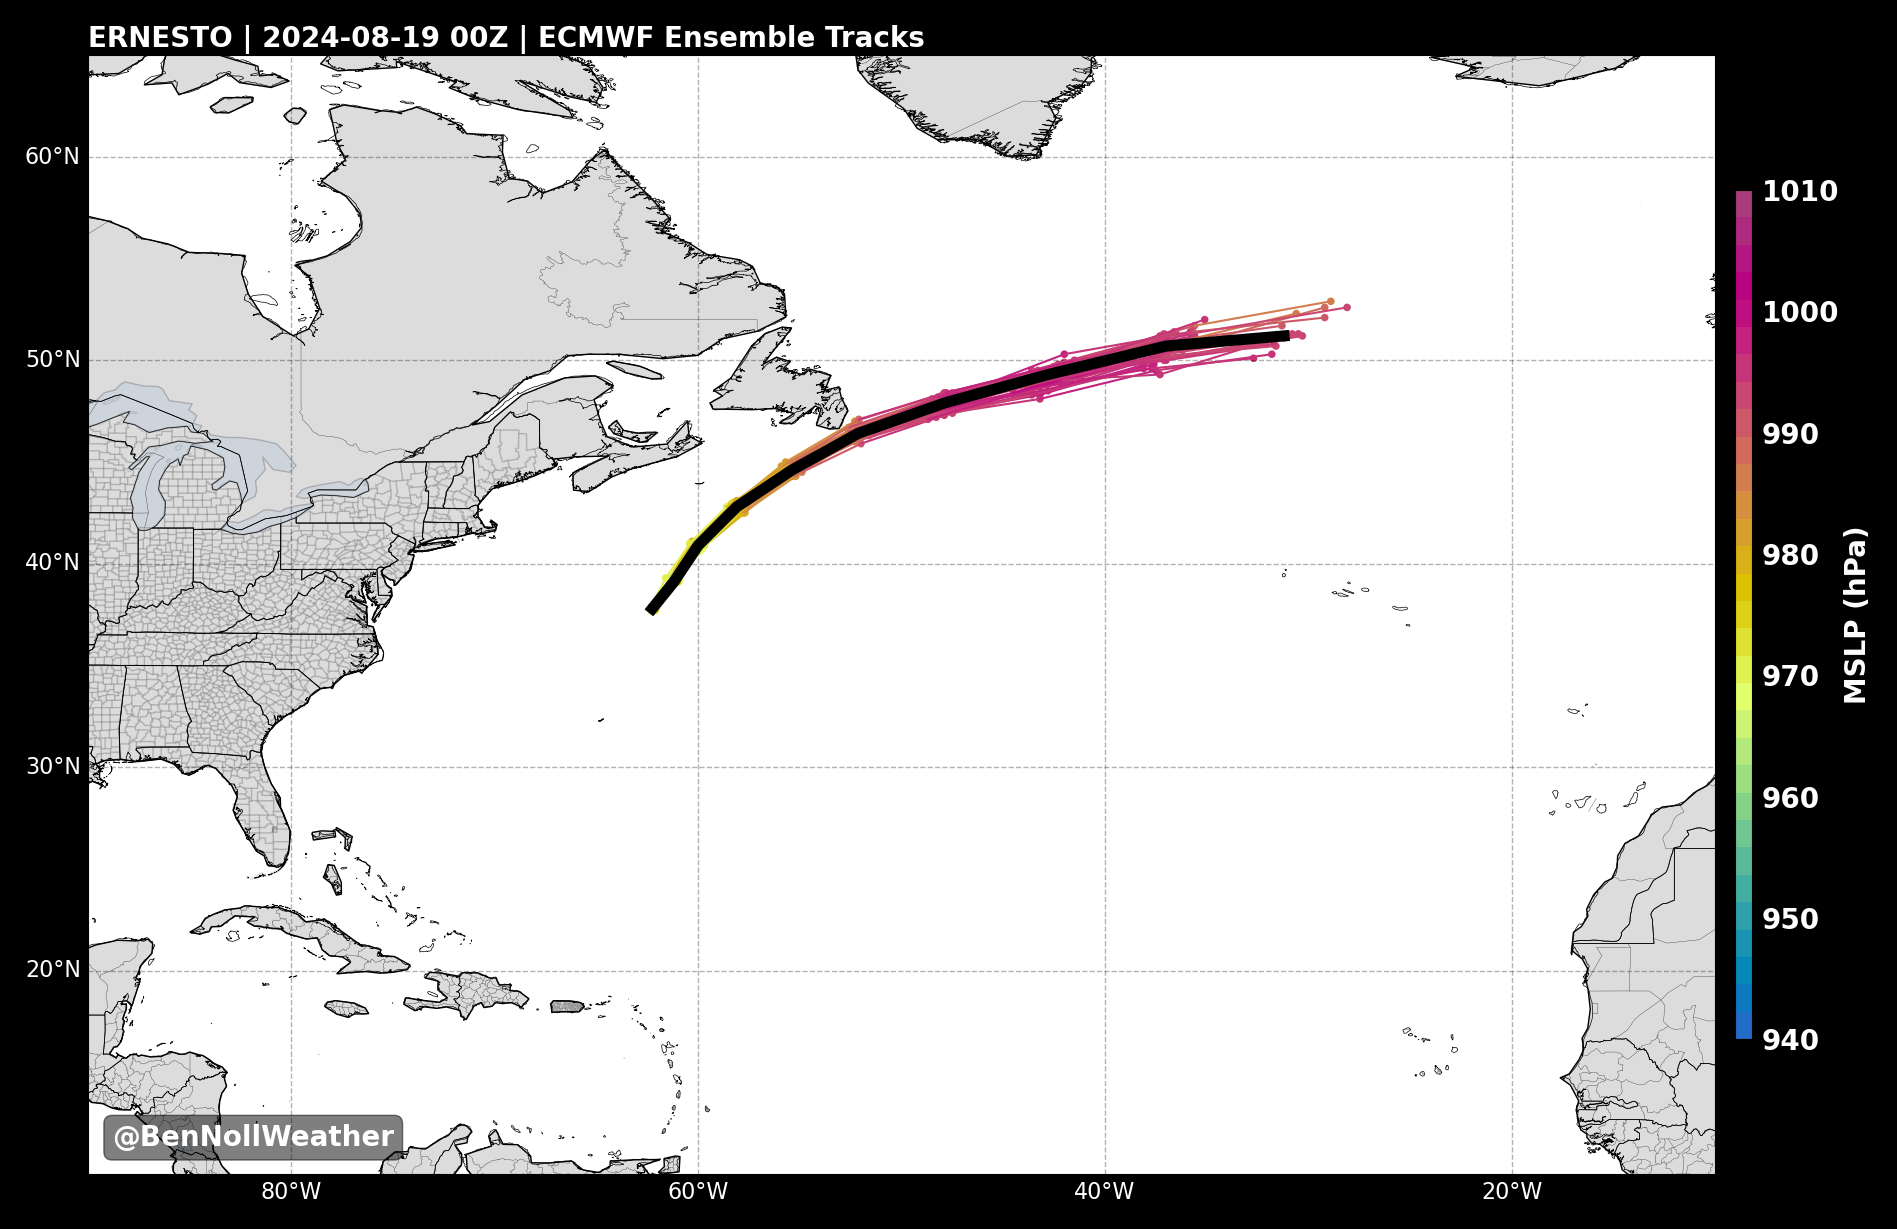 ERNESTO | 2024-08-19 00Z | ECMWF Ensemble Tracks
60°N
50°N
40°N
30°N
20°N
80°W
60°W
40°W
20°W
1010
1000
990
980
970
960
950
940
MSLP (hPa)
@BenNollWeather